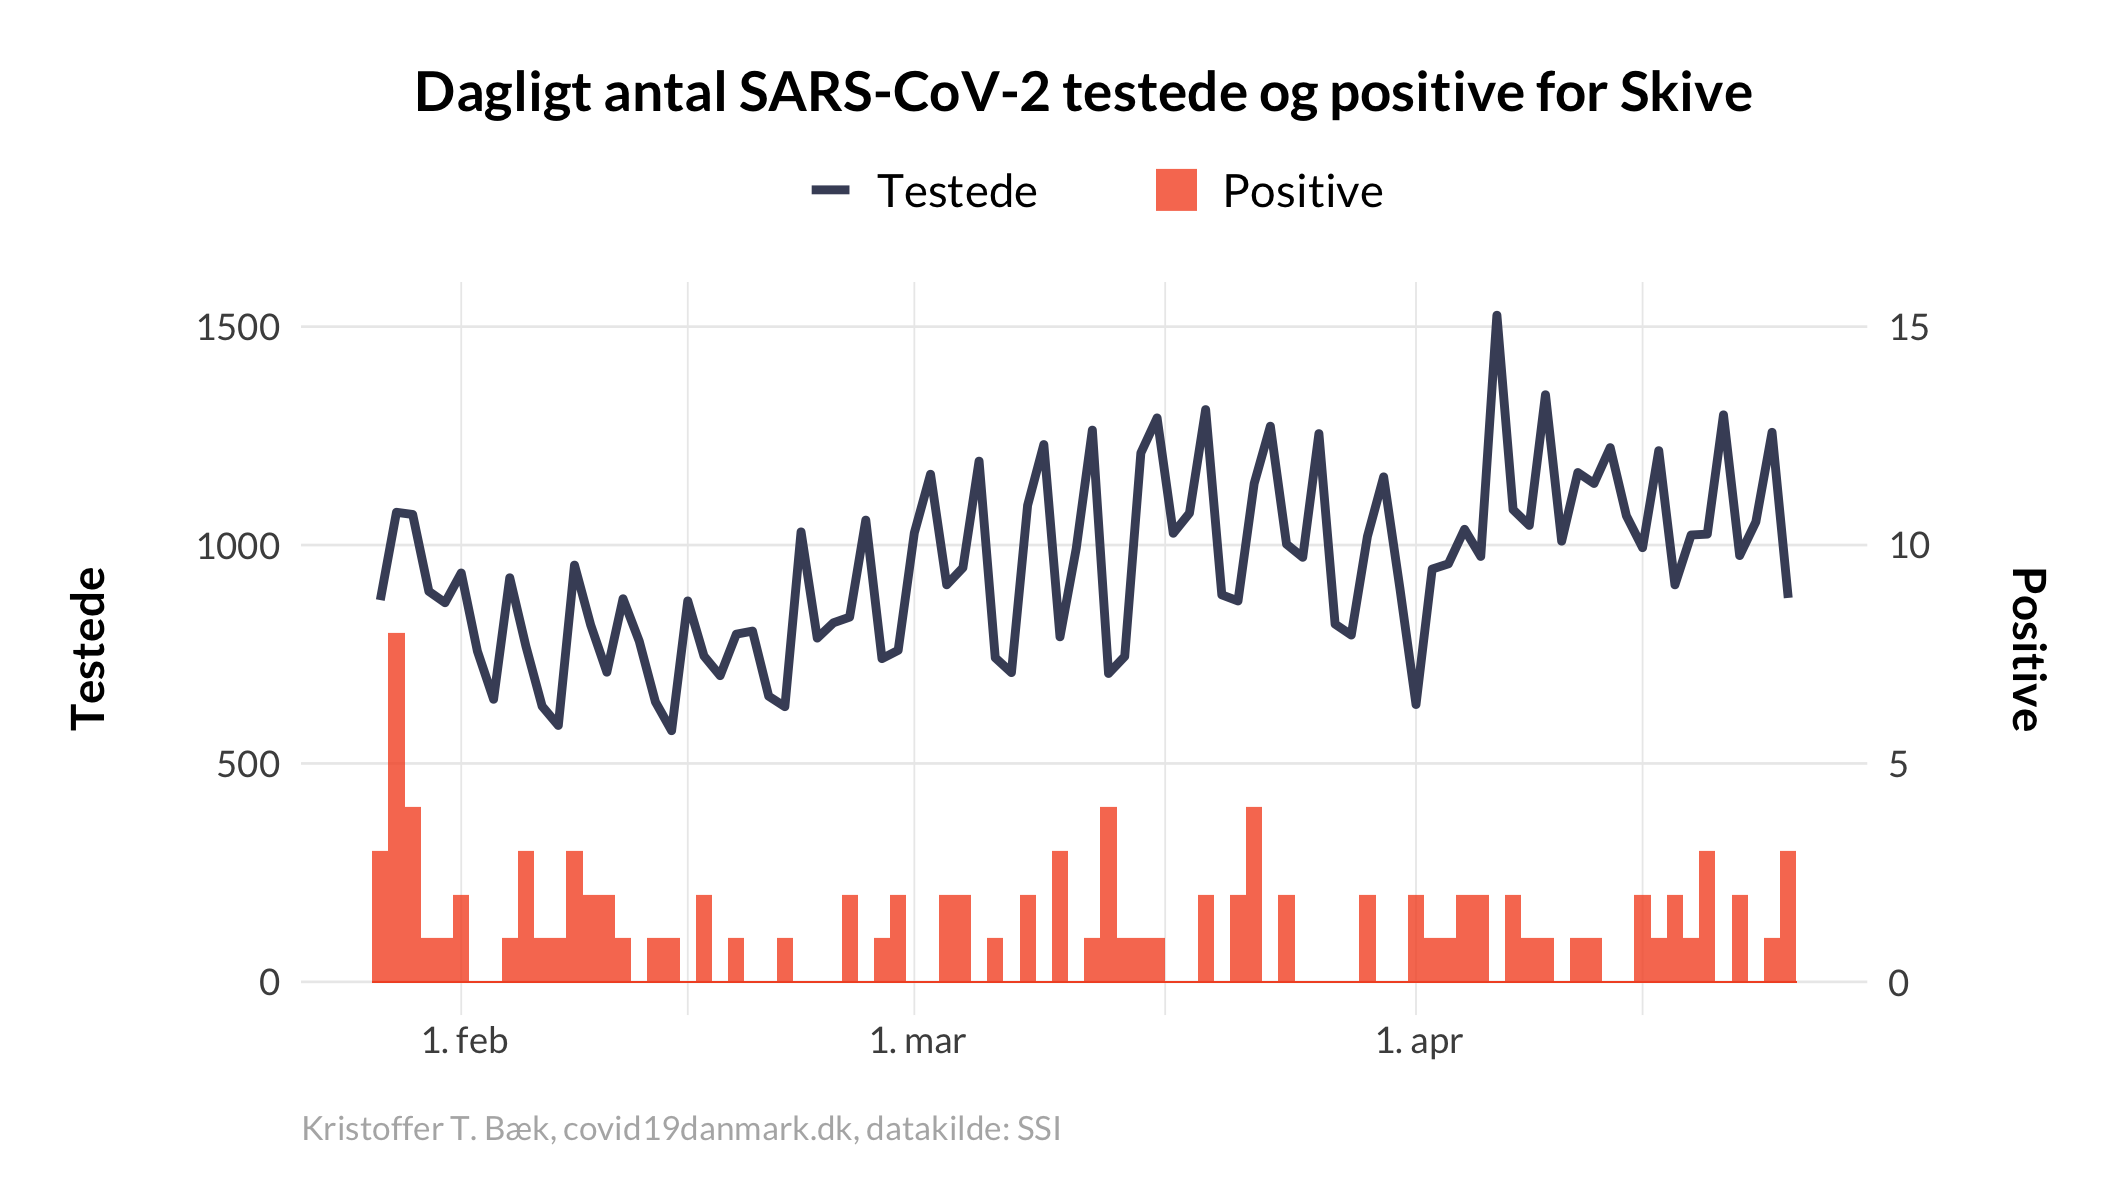 Dagligt antal SARS-CoV-2 testede og positive for Skive
Testede
Positive
1500
1000
500
0
15
10
5
0
Testede
Positive
1. feb
1. mar
1. apr
Kristoffer T. Bæk, covid19danmark.dk, datakilde: SSI